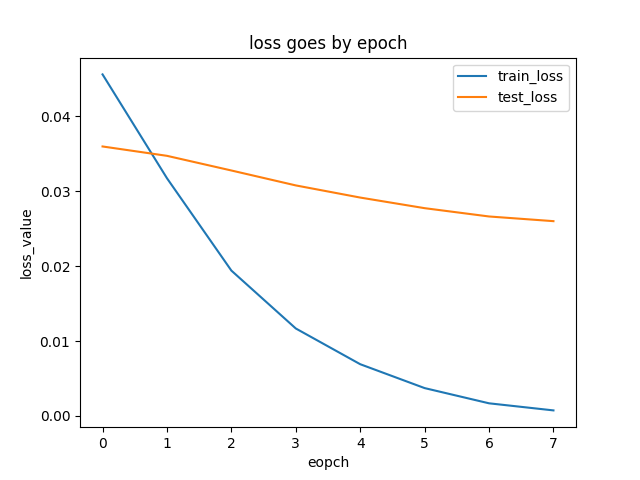 loss goes by epoch
train_loss
test_loss
0.04
0.03
0.02
0.01
0.00
loss_value
0 1 2 3 4 5 6 7
eopch